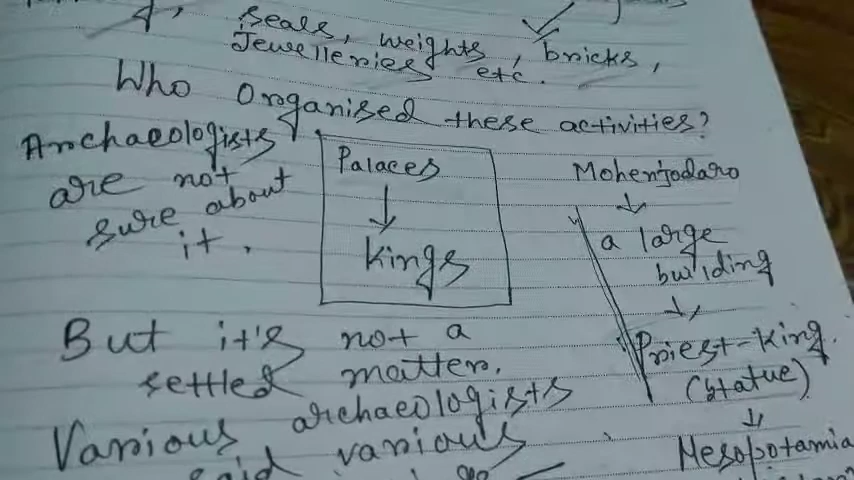 seals, weights, bricks,
Jewelleries etc.
Who Organised these activities?
Archaeologists
are not
sure about
it.
Palaces
↓
Kings
Mohenjodaro
↓
a large
building
↓
Priest-King.
(Statue)
↓
Mesopotamia
But it's not a
settled matter.
Various archaeologists
said various